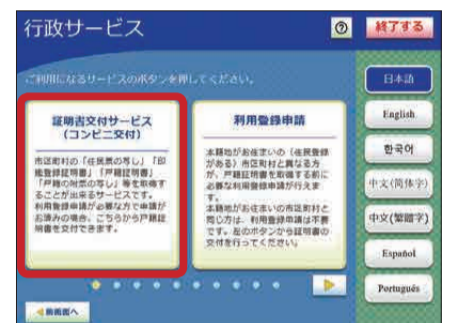 行政サービス
?
終了する
ご利用になるサービスのボタンを押してください。
日本語
English
한국어
中文(简体字)
中文(繁體字)
Español
Português
証明書交付サービス
(コンビニ交付)
市区町村の「住民票の写し」「印
鑑登録証明書」「戸籍証明書」
「戸籍の附票の写し」等を取得す
ることが出来るサービスです。
利用登録申請が必要な方で申請が
お済みの場合、こちらから戸籍証
明書を交付できます。
利用登録申請
本籍地がお住まいの(住民登録
がある)市区町村と異なる方
が、戸籍証明書を取得する前に
必要な利用登録申請が行えま
す。
本籍地がお住まいの市区町村と
同じ方は、利用登録申請は不要
です。左のボタンから証明書の
交付を行ってください。
前画面へ